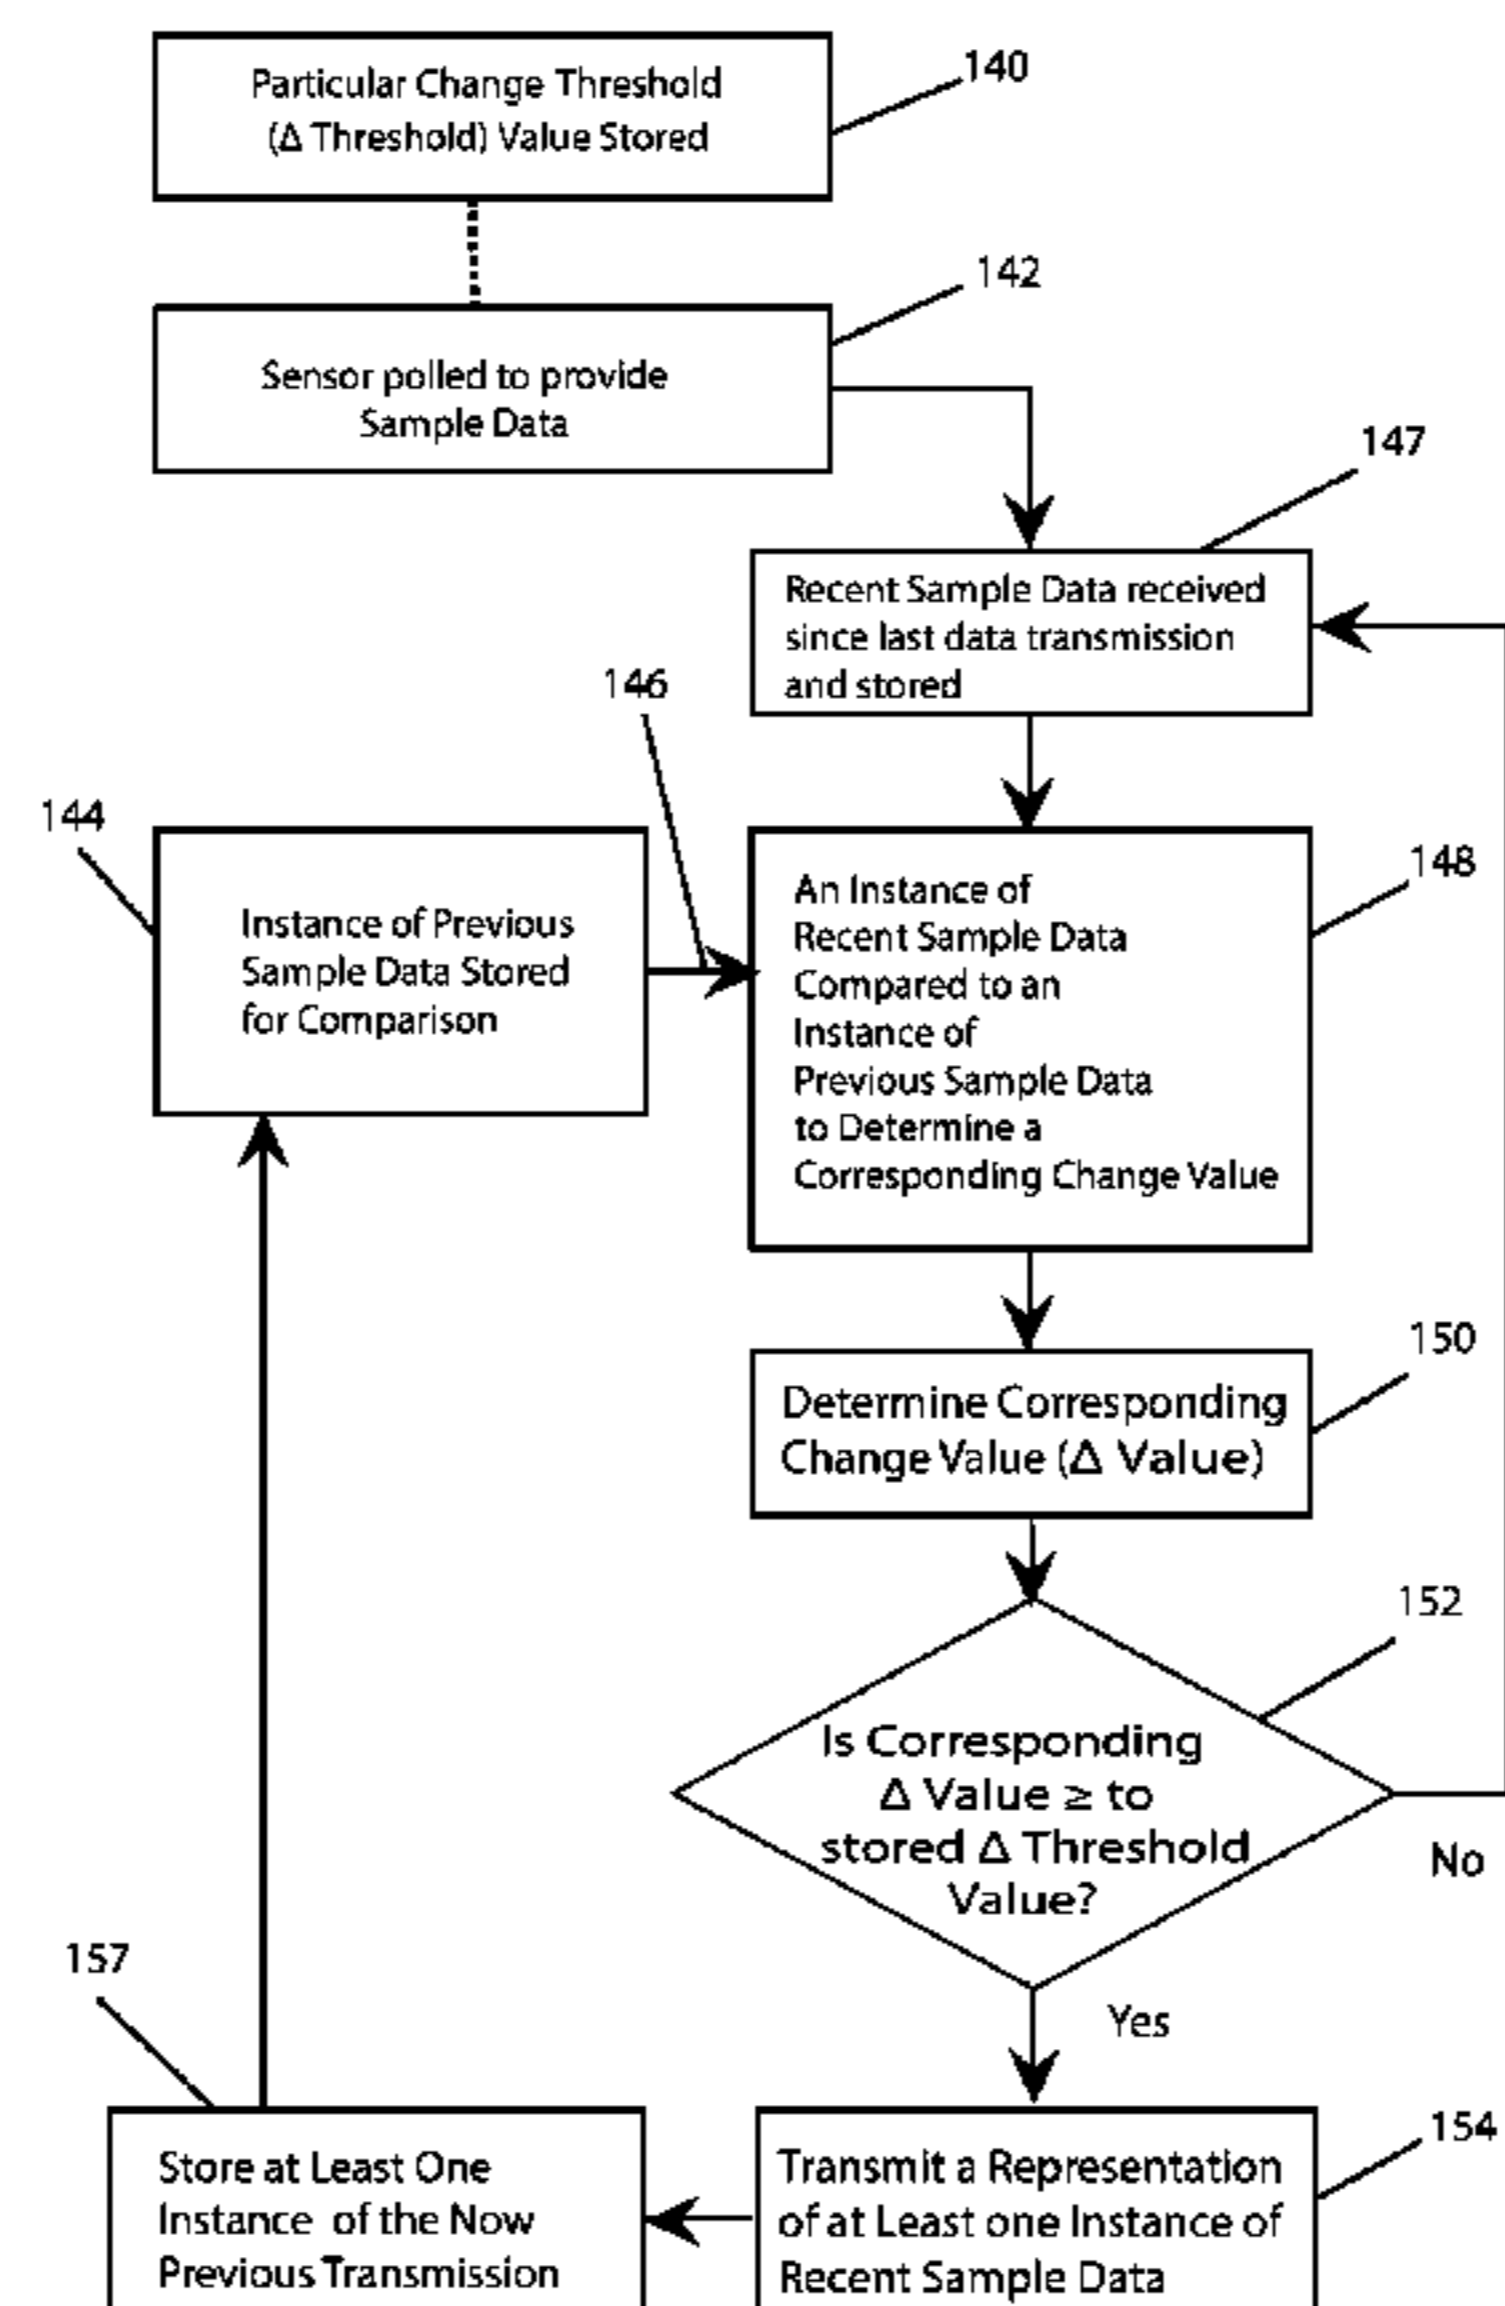 Particular Change Threshold
(Δ Threshold) Value Stored
140
142
Sensor polled to provide
Sample Data
147
Recent Sample Data received
since last data transmission
and stored
146
144
Instance of Previous
Sample Data Stored
for Comparison
148
An Instance of
Recent Sample Data
Compared to an
Instance of
Previous Sample Data
to Determine a
Corresponding Change Value
150
Determine Corresponding
Change Value (Δ Value)
152
Is Corresponding
Δ Value ≥ to
stored Δ Threshold
Value?
No
Yes
157
Store at Least One
Instance of the Now
Previous Transmission
154
Transmit a Representation
of at Least one Instance of
Recent Sample Data